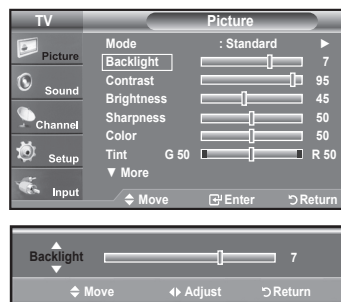 TV Picture
Picture
Sound
Channel
Setup
Input
Mode : Standard ►
Backlight 7
Contrast 95
Brightness 45
Sharpness 50
Color 50
Tint G 50 R 50
▼ More
Move Enter Return
Backlight 7
Move Adjust Return